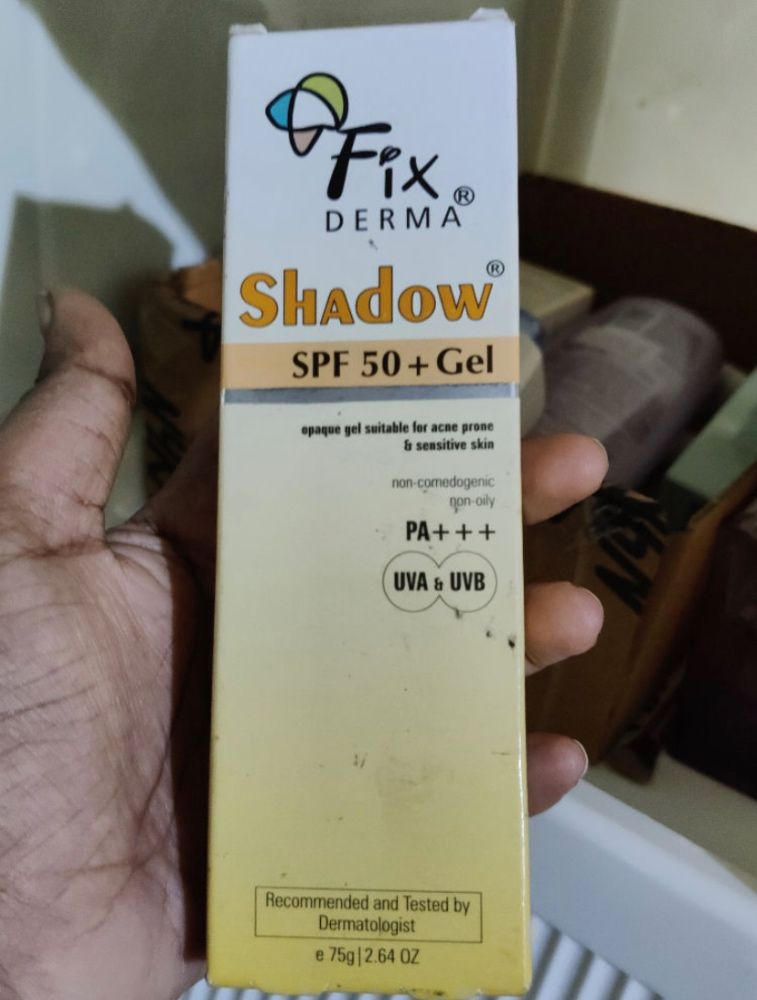 Fix ®
DERMA
SHadow ®
SPF 50+Gel
opaque gel suitable for acne prone
& sensitive skin
non-comedogenic
non-oily
PA+++
UVA & UVB
Recommended and Tested by
Dermatologist
e 75g|2.64 OZ